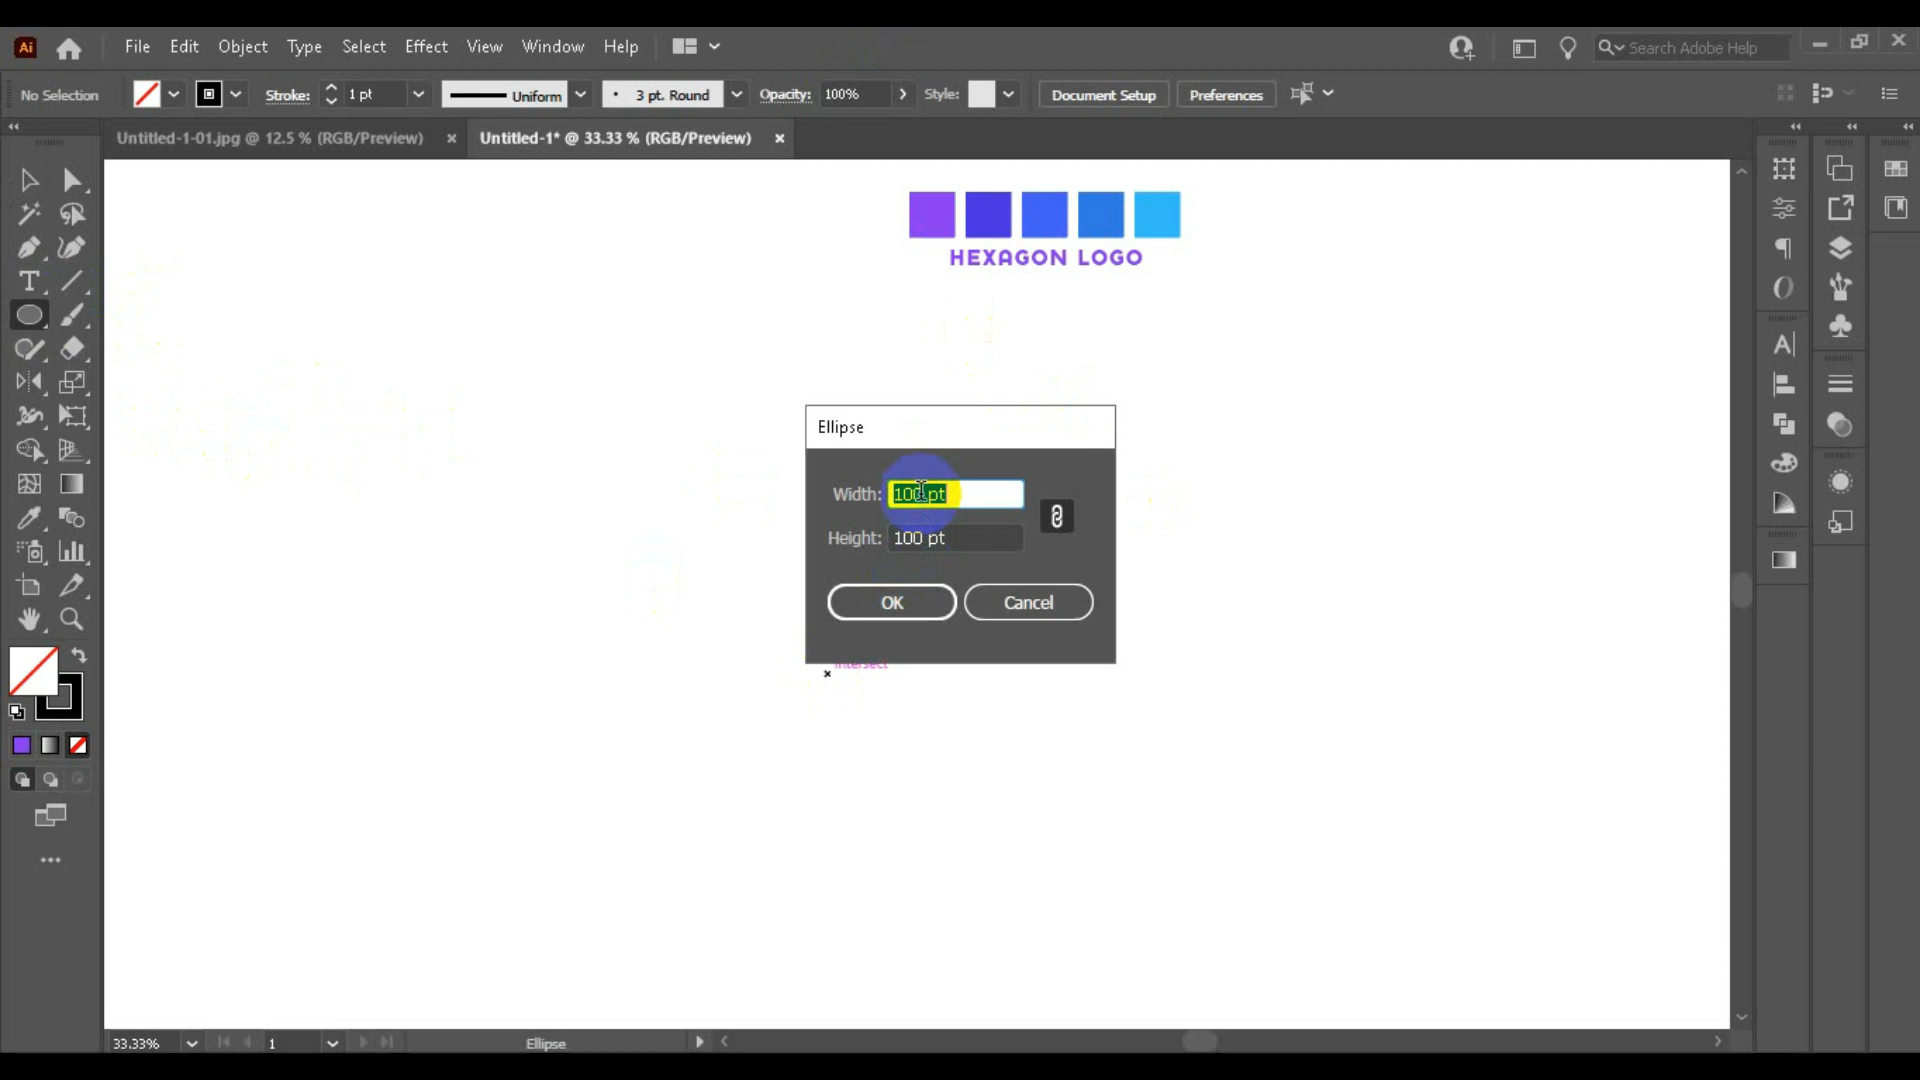 Ai File Edit Object Type Select Effect View Window Help Search Adobe Help
No Selection Stroke: 1 pt Uniform 3 pt. Round Opacity: 100% Style: Document Setup Preferences
Untitled-1-01.jpg @ 12.5 % (RGB/Preview) Untitled-1* @ 33.33 % (RGB/Preview)
HEXAGON LOGO
Ellipse
Width: 100 pt
Height: 100 pt
OK Cancel
intersect
33.33% 1 Ellipse